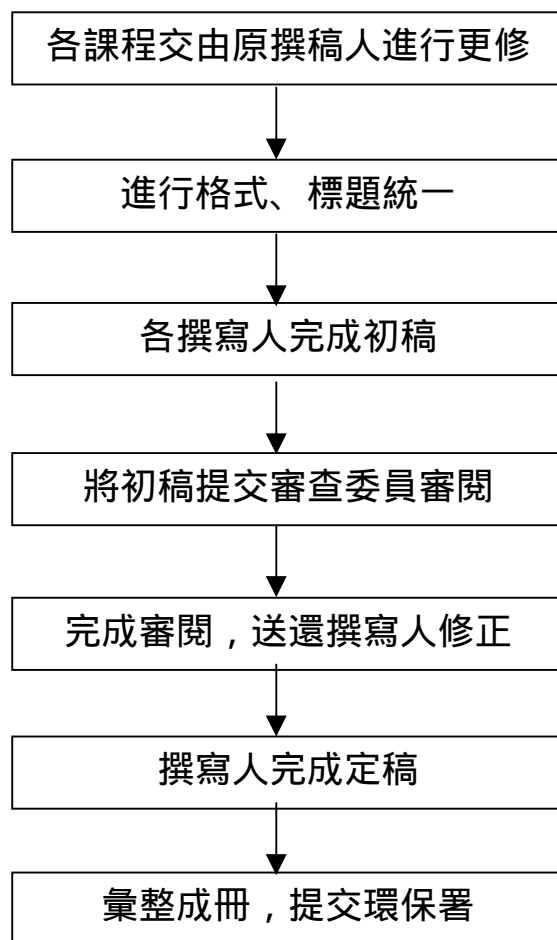 各課程交由原撰稿人進行更修
進行格式、標題統一
各撰寫人完成初稿
將初稿提交審查委員審閱
完成審閱，送還撰寫人修正
撰寫人完成定稿
彙整成冊，提交環保署